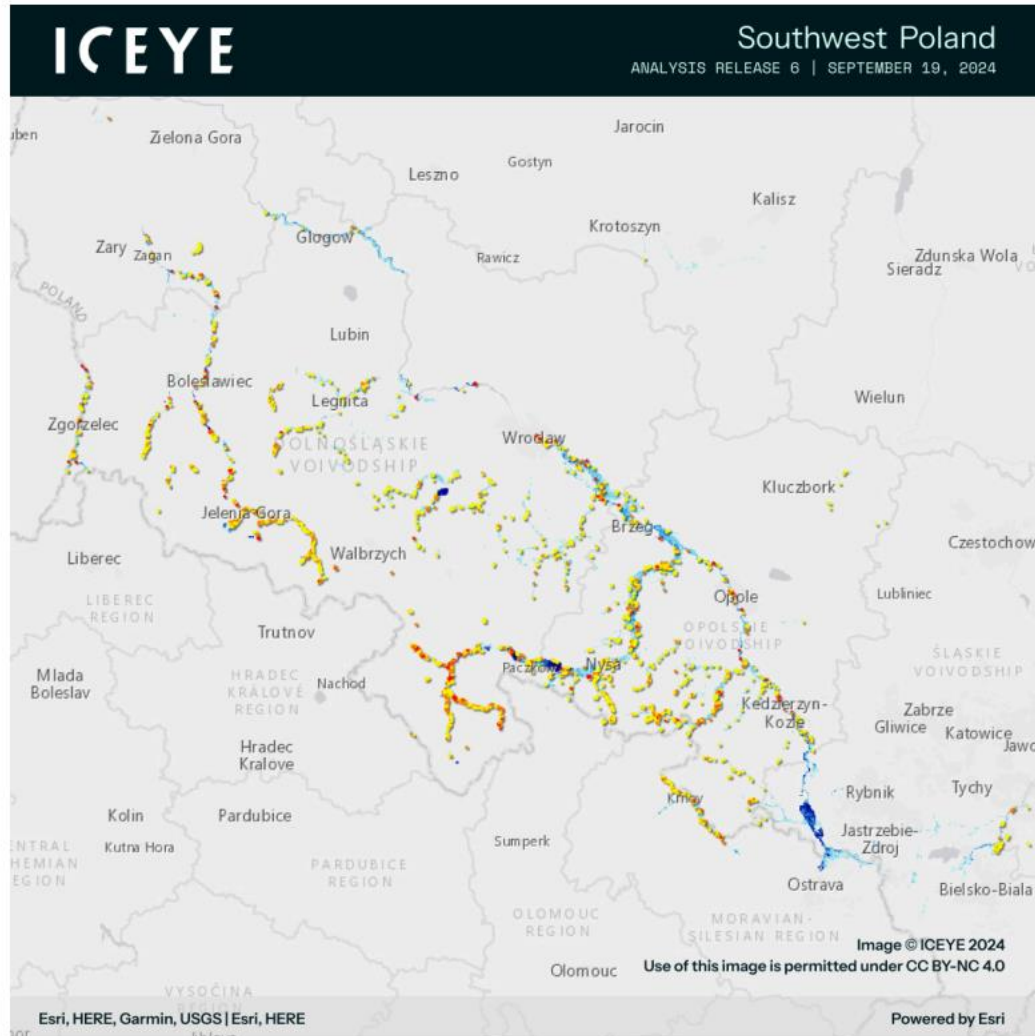 ICEYE
Southwest Poland
ANALYSIS RELEASE 6 | SEPTEMBER 19, 2024
Jarocin
Zielona Gora
Gostyn
Leszno
Kalisz
Krotoszyn
Glogow
Zary
Zagan
Rawicz
Zdunska Wola
Sieradz
POLAND
Lubin
Boleslawiec
Legnica
Wielun
Zgorzelec
Wroclaw
DOLNOŚLĄSKIE
VOIVODSHIP
Kluczbork
Jelenia Gora
Brzeg
Walbrzych
Czestochow
Liberec
Opole
Lubliniec
LIBEREC
REGION
Trutnov
OPOLSKIE
VOIVODSHIP
ŚLĄSKIE
VOIVODSHIP
Mlada
Boleslav
HRADEC
KRÁLOVÉ
REGION
Nachod
Paczkow
Nysa
Kedzierzyn-
Kozle
Zabrze
Gliwice
Katowice
Jawo
Hradec
Kralove
Rybnik
Tychy
Krnov
Kolin
Pardubice
Jastrzebie-
Zdroj
Kutna Hora
Sumperk
ENTRAL
HEMIAN
EGION
PARDUBICE
REGION
Ostrava
Bielsko-Biala
OLOMOUC
REGION
MORAVIAN-
SILESIAN REGION
Image © ICEYE 2024
Use of this image is permitted under CC BY-NC 4.0
Olomouc
VYSOČINA
Esri, HERE, Garmin, USGS | Esri, HERE
Powered by Esri